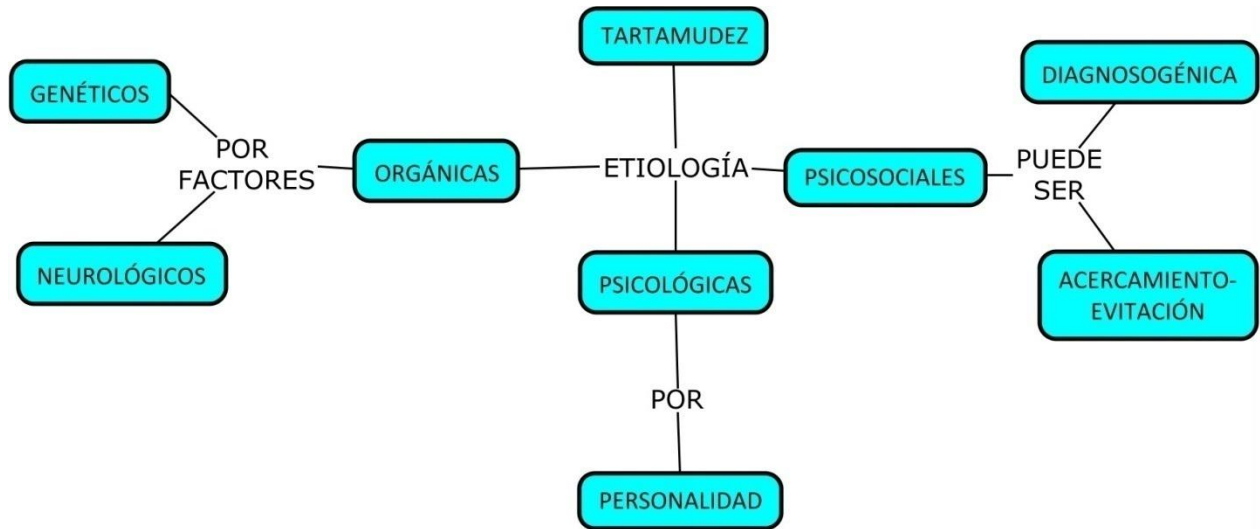 TARTAMUDEZ
DIAGNOSOGÉNICA
GENÉTICOS
POR
FACTORES
ORGÁNICAS
ETIOLOGÍA
PSICOSOCIALES
PUEDE
SER
NEUROLÓGICOS
PSICOLÓGICAS
ACERCAMIENTO-
EVITACIÓN
POR
PERSONALIDAD